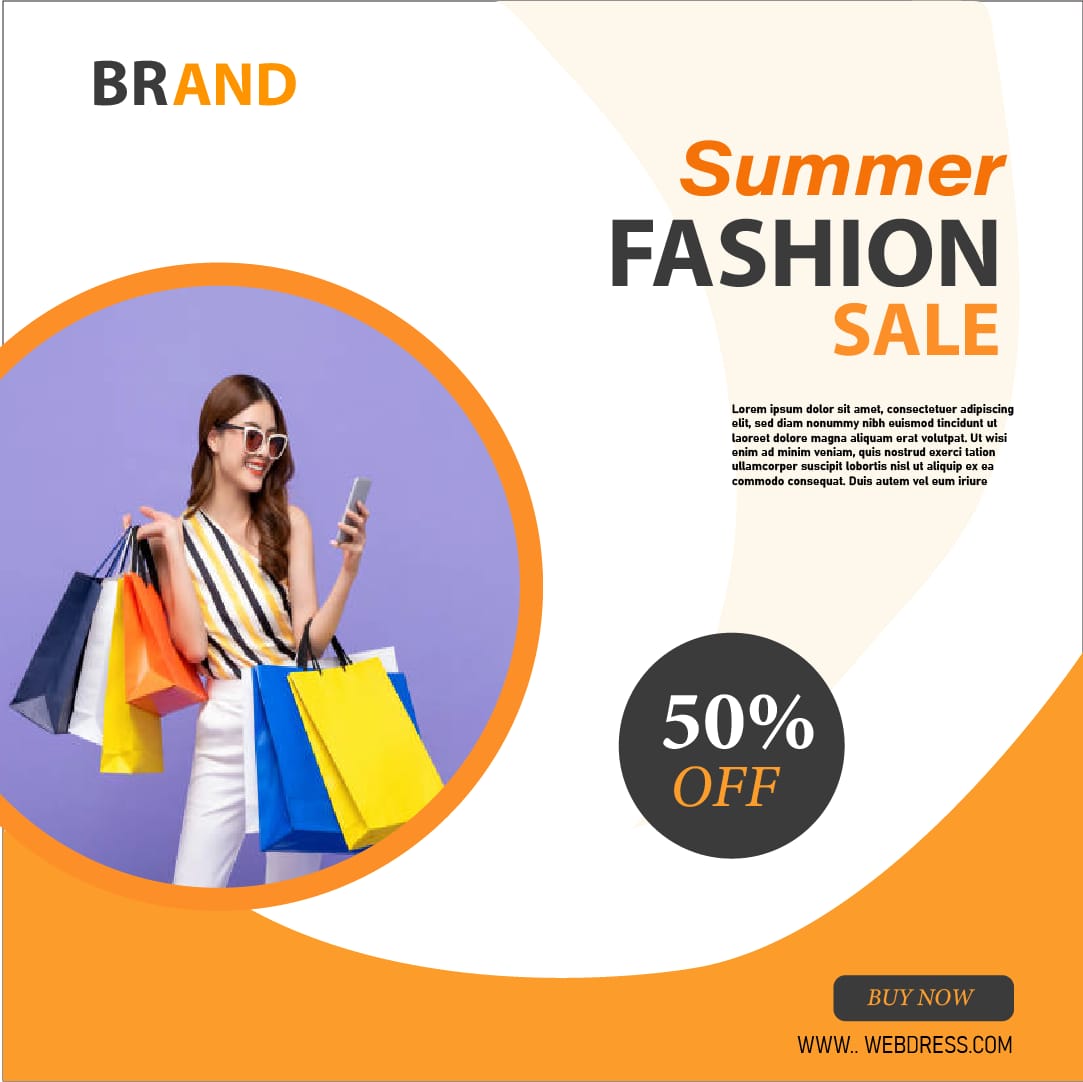 BRAND
Summer
FASHION
SALE
Lorem ipsum dolor sit amet, consectetuer adipiscing
elit, sed diam nonummy nibh euismod tincidunt ut
laoreet dolore magna aliquam erat volutpat. Ut wisi
enim ad minim veniam, quis nostrud exerci tation
ullamcorper suscipit lobortis nisl ut aliquip ex ea
commodo consequat. Duis autem vel eum iriure
50%
OFF
BUY NOW
WWW.. WEBDRESS.COM